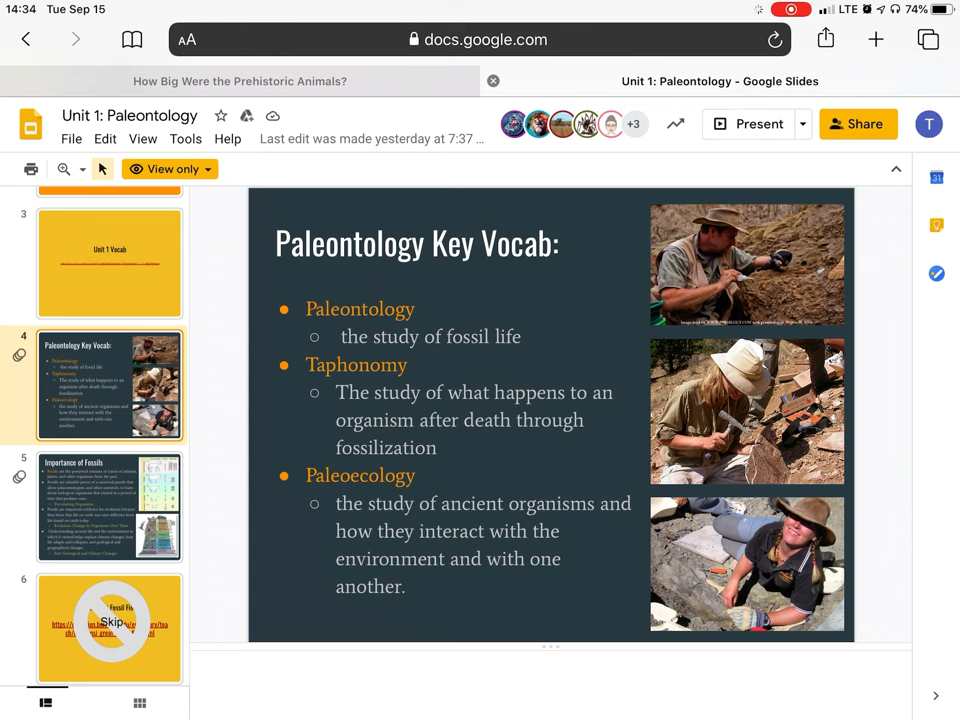 14:34 Tue Sep 15
LTE 74%
AA docs.google.com
How Big Were the Prehistoric Animals?
Unit 1: Paleontology - Google Slides
Unit 1: Paleontology
+3
Present
Share
T
File Edit View Tools Help Last edit was made yesterday at 7:37 …
View only
31
3
Unit 1 Vocab
4
Paleontology Key Vocab:
Paleontology
the study of fossil life
Taphonomy
The study of what happens to an
organism after death through
fossilization
Paleoecology
the study of ancient organisms and
how they interact with the
environment and with one
another.
5
Importance of Fossils
6
Fossil
Skip
Paleontology Key Vocab:
Paleontology
the study of fossil life
Taphonomy
The study of what happens to an
organism after death through
fossilization
Paleoecology
the study of ancient organisms and
how they interact with the
environment and with one
another.